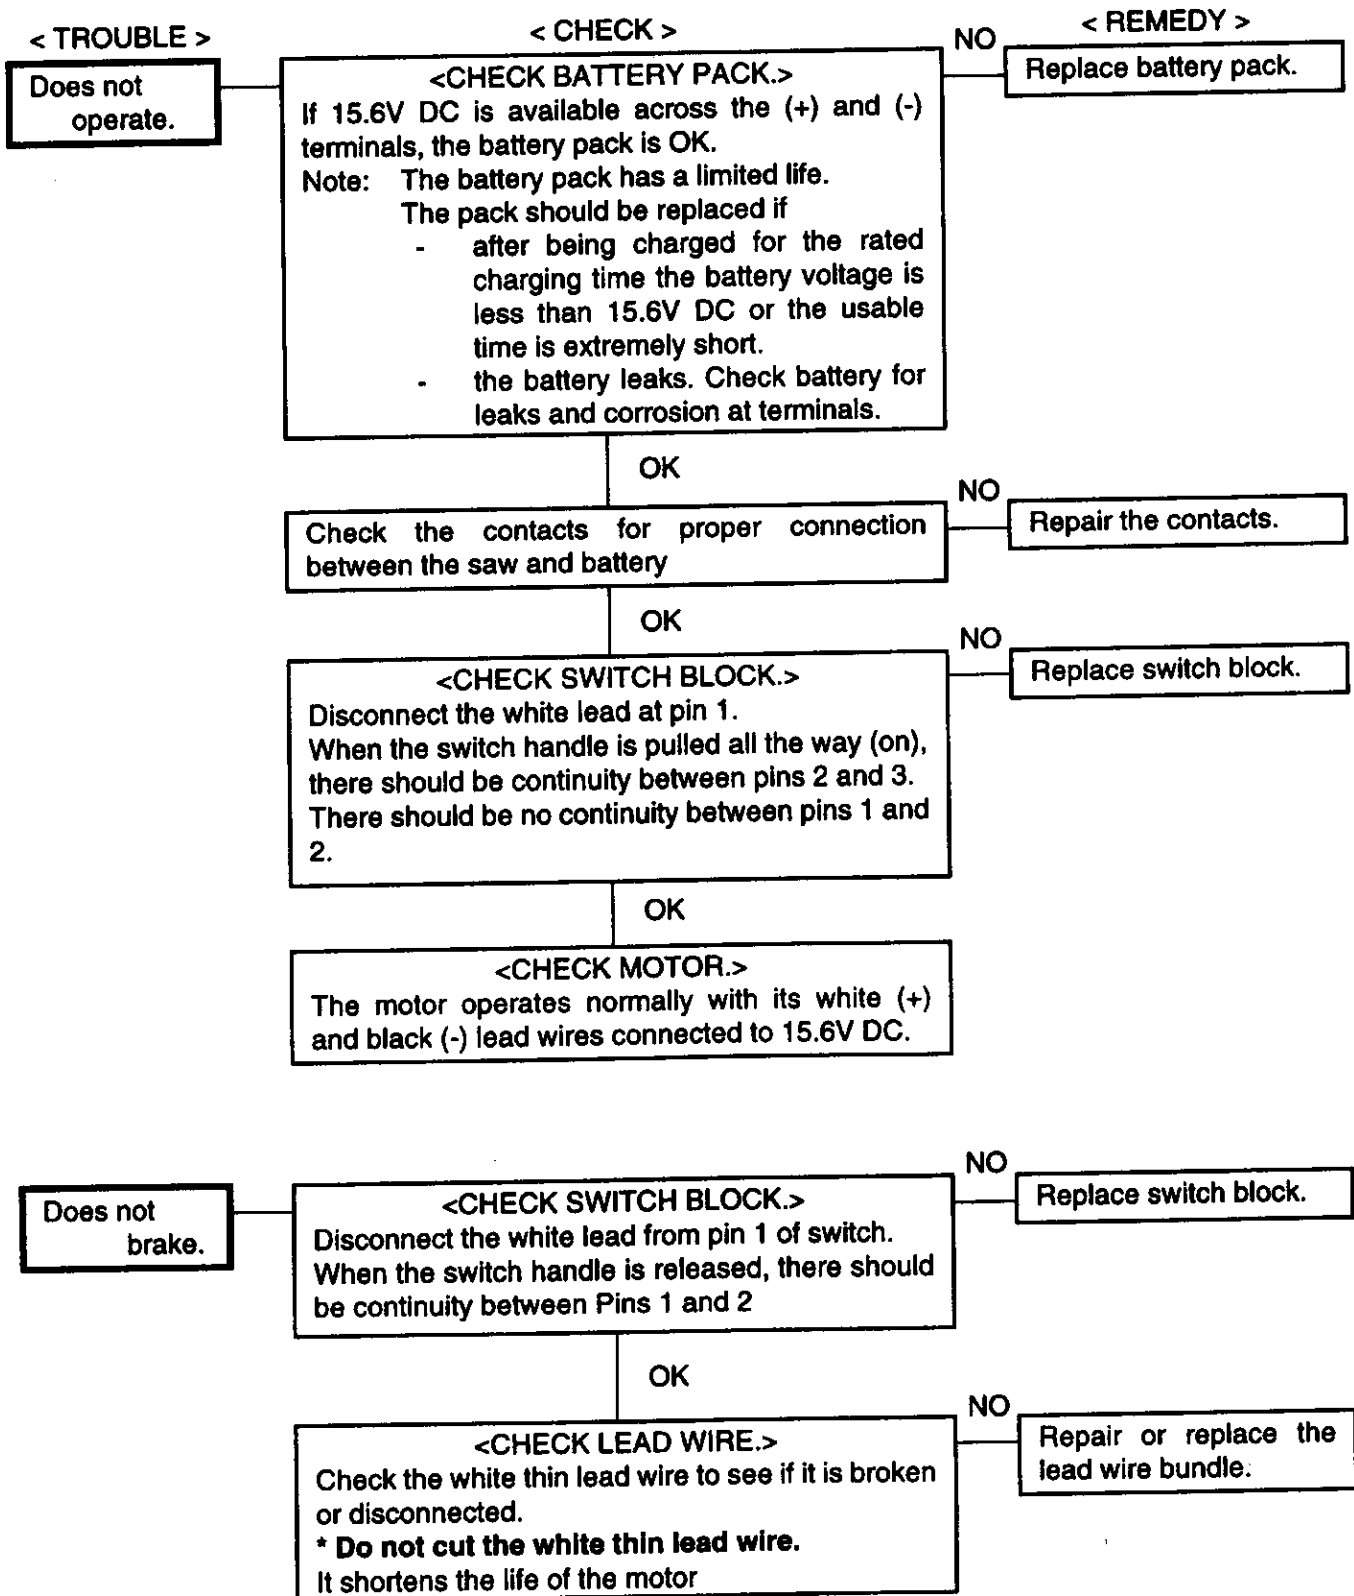 < TROUBLE >
< CHECK >
< REMEDY >
Does not
operate.
<CHECK BATTERY PACK.>
If 15.6V DC is available across the (+) and (-)
terminals, the battery pack is OK.
Note: The battery pack has a limited life.
The pack should be replaced if
- after being charged for the rated
charging time the battery voltage is
less than 15.6V DC or the usable
time is extremely short.
- the battery leaks. Check battery for
leaks and corrosion at terminals.
NO
Replace battery pack.
OK
Check the contacts for proper connection
between the saw and battery
NO
Repair the contacts.
OK
<CHECK SWITCH BLOCK.>
Disconnect the white lead at pin 1.
When the switch handle is pulled all the way (on),
there should be continuity between pins 2 and 3.
There should be no continuity between pins 1 and
2.
NO
Replace switch block.
OK
<CHECK MOTOR.>
The motor operates normally with its white (+)
and black (-) lead wires connected to 15.6V DC.
Does not
brake.
<CHECK SWITCH BLOCK.>
Disconnect the white lead from pin 1 of switch.
When the switch handle is released, there should
be continuity between Pins 1 and 2
NO
Replace switch block.
OK
<CHECK LEAD WIRE.>
Check the white thin lead wire to see if it is broken
or disconnected.
* Do not cut the white thin lead wire.
It shortens the life of the motor
NO
Repair or replace the
lead wire bundle.